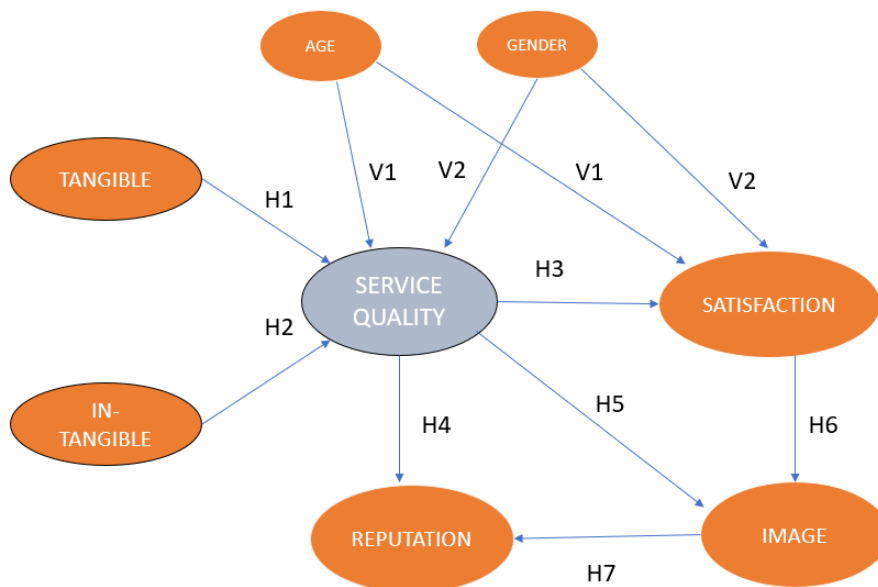 AGE
GENDER
TANGIBLE
H1
V1
V2
V1
V2
SERVICE
QUALITY
H3
SATISFACTION
H2
IN-
TANGIBLE
H4
H5
H6
REPUTATION
IMAGE
H7